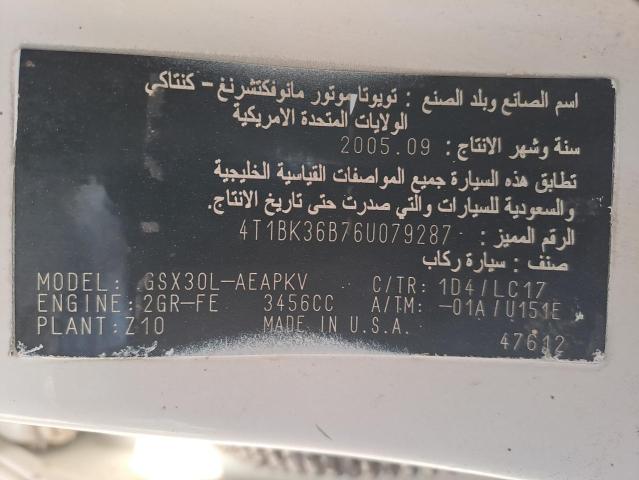 اسم الصانع وبلد الصنع : تويوتا موتور مانوفكتشرنغ - كنتاكي
الولايات المتحدة الامريكية
سنة وشهر الانتاج : 2005.09
تطابق هذه السيارة جميع المواصفات القياسية الخليجية
والسعودية للسيارات والتي صدرت حتى تاريخ الانتاج.
الرقم المميز : 4T1BK36B76U079287
صنف : سيارة ركاب
MODEL: GSX30L-AEAPKV C/TR: 1D4/LC17
ENGINE: 2GR-FE 3456CC A/TM: -01A/U151E
PLANT: Z10 MADE IN U.S.A.
47612